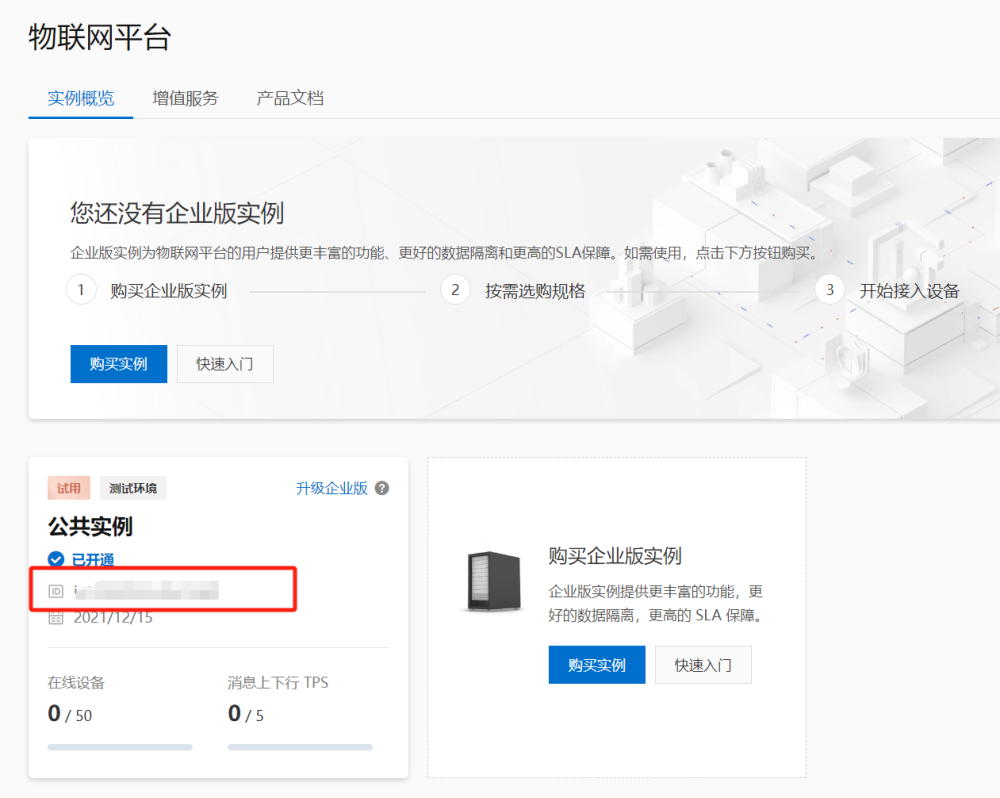 物联网平台
实例概览 增值服务 产品文档
您还没有企业版实例
企业版实例为物联网平台的用户提供更丰富的功能、更好的数据隔离和更高的SLA保障。如需使用，点击下方按钮购买。
1 购买企业版实例 2 按需选购规格 3 开始接入设备
购买实例 快速入门
试用 测试环境 升级企业版 ?
公共实例
已开通
ID
2021/12/15
在线设备 消息上下行 TPS
0 / 50 0 / 5
购买企业版实例
企业版实例提供更丰富的功能，更
好的数据隔离，更高的 SLA 保障。
购买实例 快速入门